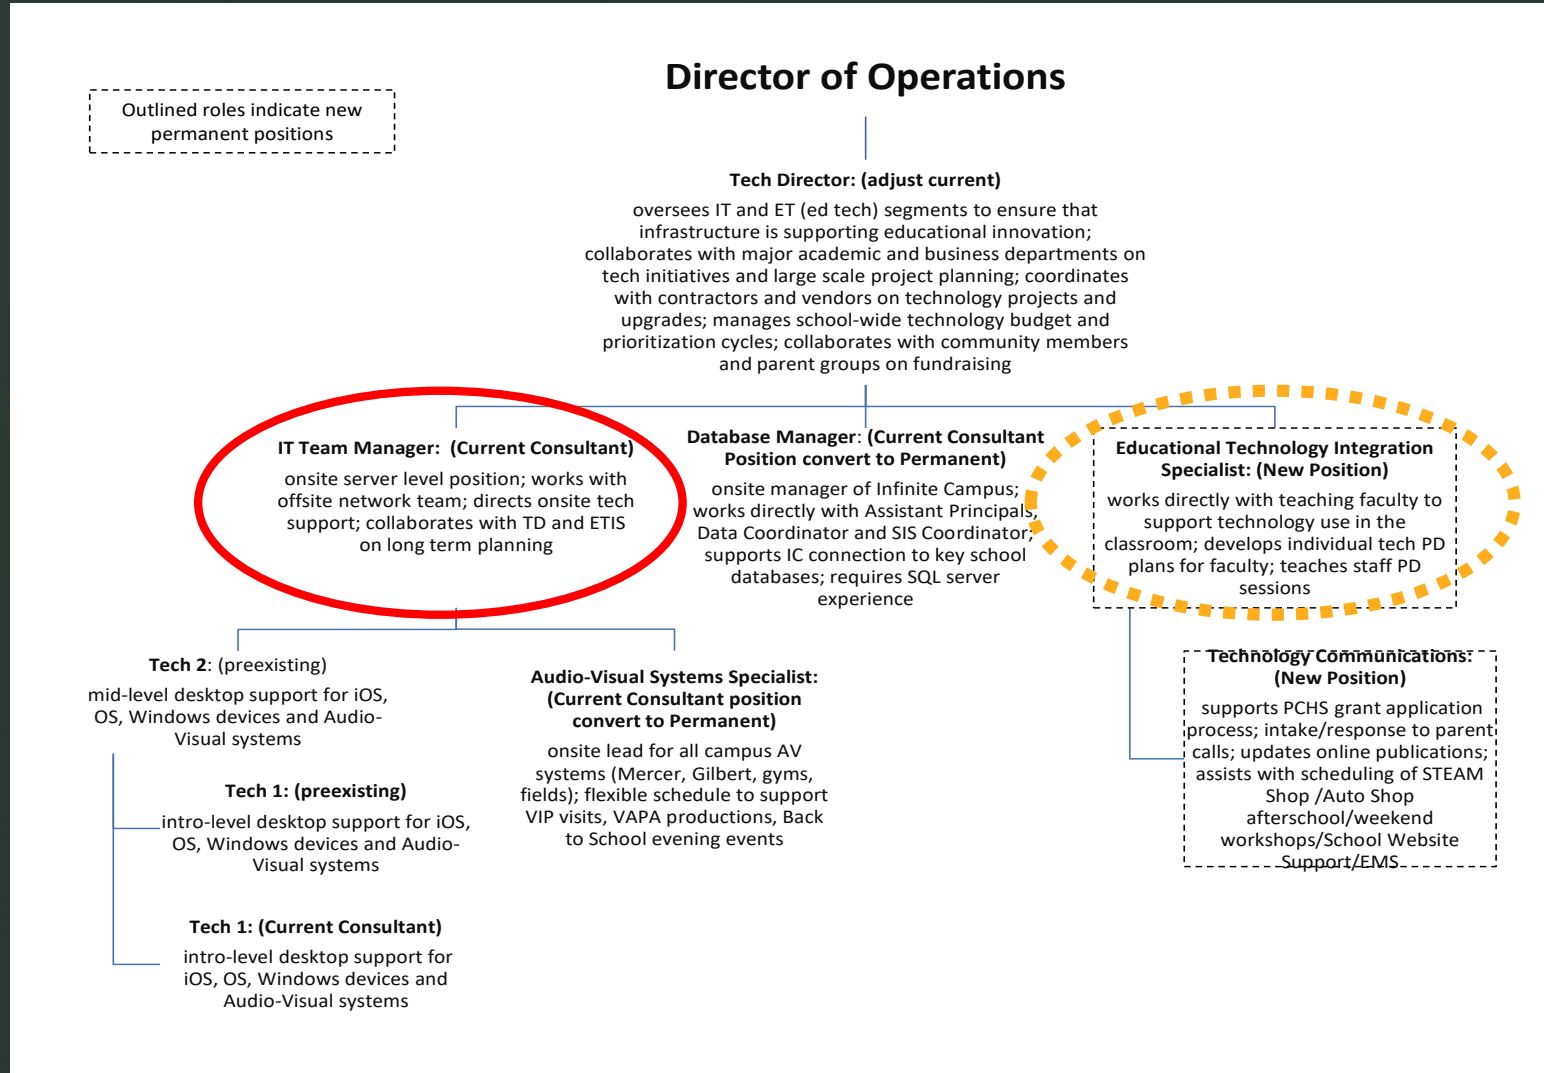 Director of Operations
Outlined roles indicate new
permanent positions
Tech Director: (adjust current)
oversees IT and ET (ed tech) segments to ensure that
infrastructure is supporting educational innovation;
collaborates with major academic and business departments on
tech initiatives and large scale project planning; coordinates
with contractors and vendors on technology projects and
upgrades; manages school-wide technology budget and
prioritization cycles; collaborates with community members
and parent groups on fundraising
IT Team Manager: (Current Consultant)
onsite server level position; works with
offsite network team; directs onsite tech
support; collaborates with TD and ETIS
on long term planning
Database Manager: (Current Consultant
Position convert to Permanent)
onsite manager of Infinite Campus;
works directly with Assistant Principals,
Data Coordinator and SIS Coordinator;
supports IC connection to key school
databases; requires SQL server
experience
Educational Technology Integration
Specialist: (New Position)
works directly with teaching faculty to
support technology use in the
classroom; develops individual tech PD
plans for faculty; teaches staff PD
sessions
Tech 2: (preexisting)
mid-level desktop support for iOS,
OS, Windows devices and Audio-
Visual systems
Audio-Visual Systems Specialist:
(Current Consultant position
convert to Permanent)
onsite lead for all campus AV
systems (Mercer, Gilbert, gyms,
fields); flexible schedule to support
VIP visits, VAPA productions, Back
to School evening events
Technology Communications:
(New Position)
supports PCHS grant application
process; intake/response to parent
calls; updates online publications;
assists with scheduling of STEAM
Shop /Auto Shop
afterschool/weekend
workshops/School Website
Support/EMS
Tech 1: (preexisting)
intro-level desktop support for iOS,
OS, Windows devices and Audio-
Visual systems
Tech 1: (Current Consultant)
intro-level desktop support for
iOS, OS, Windows devices and
Audio-Visual systems